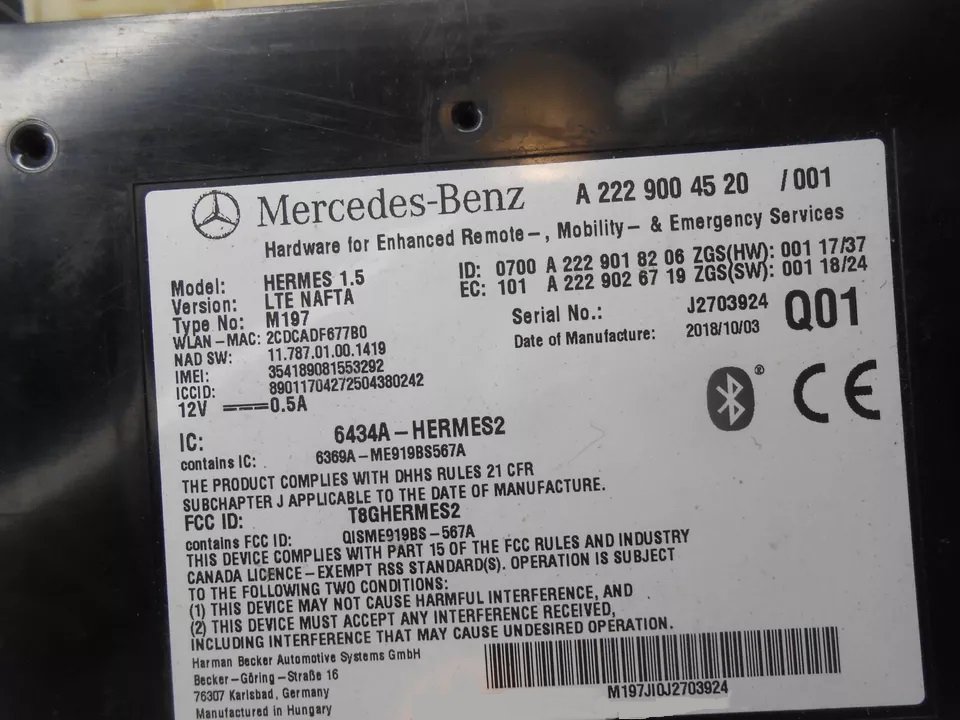 Mercedes-Benz A 222 900 45 20 /001
Hardware for Enhanced Remote-, Mobility- & Emergency Services
Model: HERMES 1.5
Version: LTE NAFTA
Type No: M197
WLAN-MAC: 2CDCADF677B0
NAD SW: 11.787.01.00.1419
IMEI: 354189081553292
ICCID: 89011704272504380242
12V 0.5A
ID: 0700 A 222 901 82 06 ZGS(HW): 001 17/37
EC: 101 A 222 902 67 19 ZGS(SW): 001 18/24
Serial No.: J2703924
Date of Manufacture: 2018/10/03
Q01
CE
IC: 6434A-HERMES2
contains IC: 6369A-ME919BS567A
THE PRODUCT COMPLIES WITH DHHS RULES 21 CFR
SUBCHAPTER J APPLICABLE TO THE DATE OF MANUFACTURE.
FCC ID: T8GHERMES2
contains FCC ID: QISME919BS-567A
THIS DEVICE COMPLIES WITH PART 15 OF THE FCC RULES AND INDUSTRY
CANADA LICENCE-EXEMPT RSS STANDARD(S). OPERATION IS SUBJECT
TO THE FOLLOWING TWO CONDITIONS:
(1) THIS DEVICE MAY NOT CAUSE HARMFUL INTERFERENCE, AND
(2) THIS DEVICE MUST ACCEPT ANY INTERFERENCE RECEIVED,
INCLUDING INTERFERENCE THAT MAY CAUSE UNDESIRED OPERATION.
Harman Becker Automotive Systems GmbH
Becker-Göring-Straße 16
76307 Karlsbad, Germany
Manufactured in Hungary
M197JI0J2703924